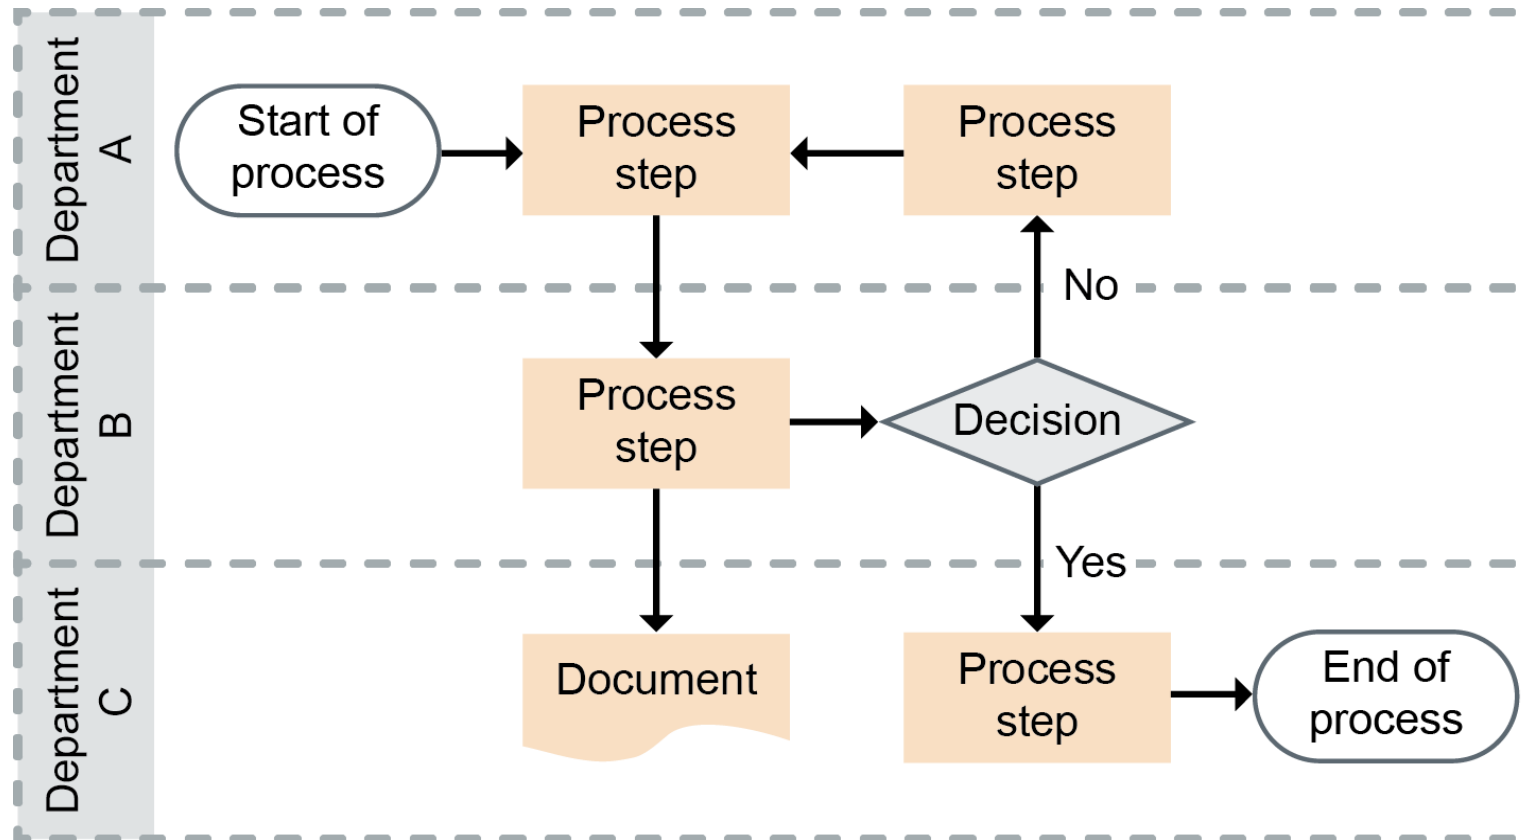 Department
A
Start of
process
Process
step
Process
step
No
Department
B
Process
step
Decision
Yes
Department
C
Document
Process
step
End of
process